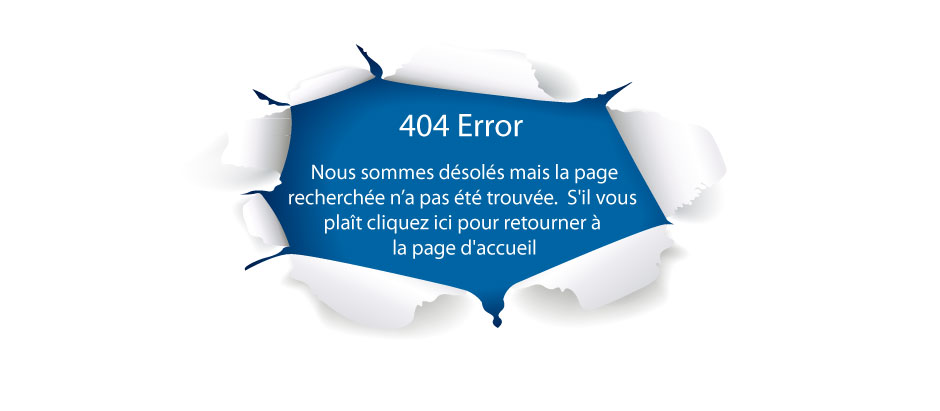 404 Error
Nous sommes désolés mais la page
recherchée n’a pas été trouvée.  S'il vous
plaît cliquez ici pour retourner à
la page d'accueil